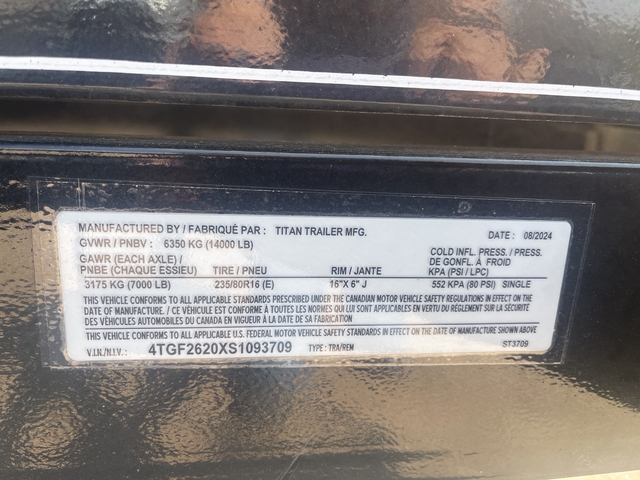 MANUFACTURED BY / FABRIQUÉ PAR : TITAN TRAILER MFG. DATE : 08/2024
GVWR / PNBV : 6350 KG (14000 LB)
GAWR (EACH AXLE) / PNBE (CHAQUE ESSIEU) TIRE / PNEU RIM / JANTE COLD INFL. PRESS. / PRESS. DE GONFL. À FROID KPA (PSI / LPC)
3175 KG (7000 LB) 235/80R16 (E) 16"X 6" J 552 KPA (80 PSI) SINGLE
THIS VEHICLE CONFORMS TO ALL APPLICABLE STANDARDS PRESCRIBED UNDER THE CANADIAN MOTOR VEHICLE SAFETY REGULATIONS IN EFFECT ON THE
DATE OF MANUFACTURE. / CE VÉHICULE EST CONFORME À TOUTES LES NORMES QUI LUI SONT APPLICABLES EN VERTU DU RÈGLEMENT SUR LA SÉCURITÉ
DES VÉHICULES AUTOMOBILES DU CANADA EN VIGUEUR À LA DATE DE SA FABRICATION
THIS VEHICLE CONFORMS TO ALL APPLICABLE U.S. FEDERAL MOTOR VEHICLE SAFETY STANDARDS IN EFFECT ON THE DATE OF MANUFACTURE SHOWN ABOVE
V.I.N./N.I.V.: 4TGF2620XS1093709 TYPE : TRA/REM ST3709